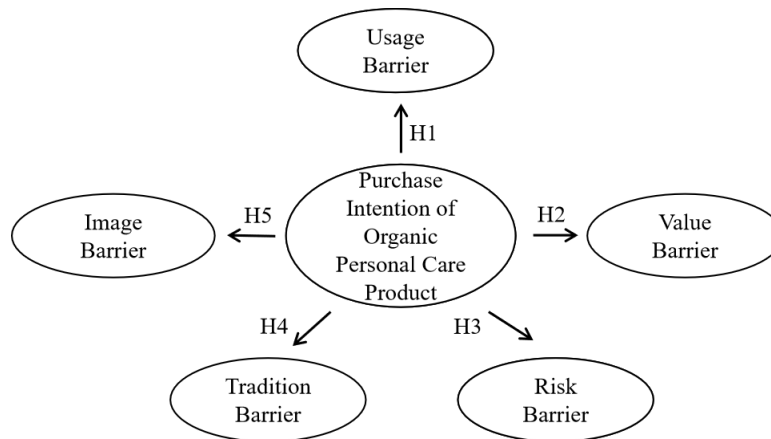 Usage
Barrier
H1
Purchase
Intention of
Organic
Personal Care
Product
H5
Image
Barrier
H2
Value
Barrier
H4
H3
Tradition
Barrier
Risk
Barrier